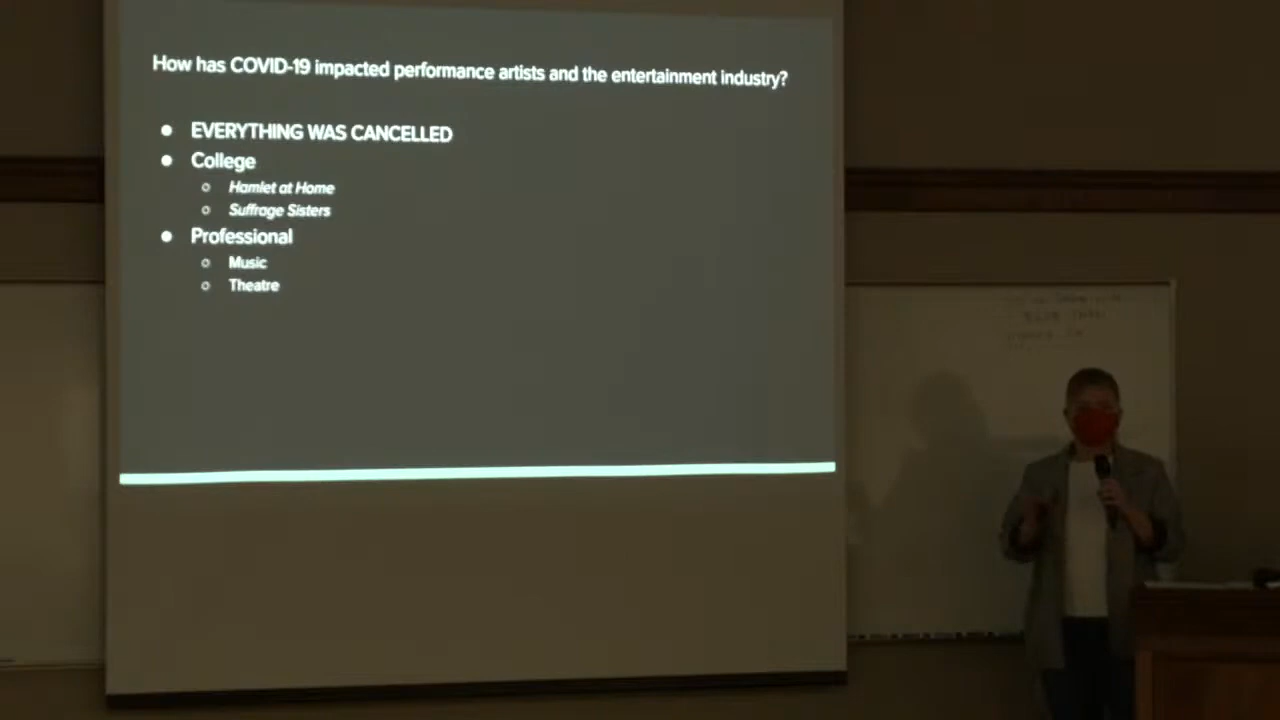 How has COVID-19 impacted performance artists and the entertainment industry?
● EVERYTHING WAS CANCELLED
● College
○ Hamlet at Home
○ Suffrage Sisters
● Professional
○ Music
○ Theatre